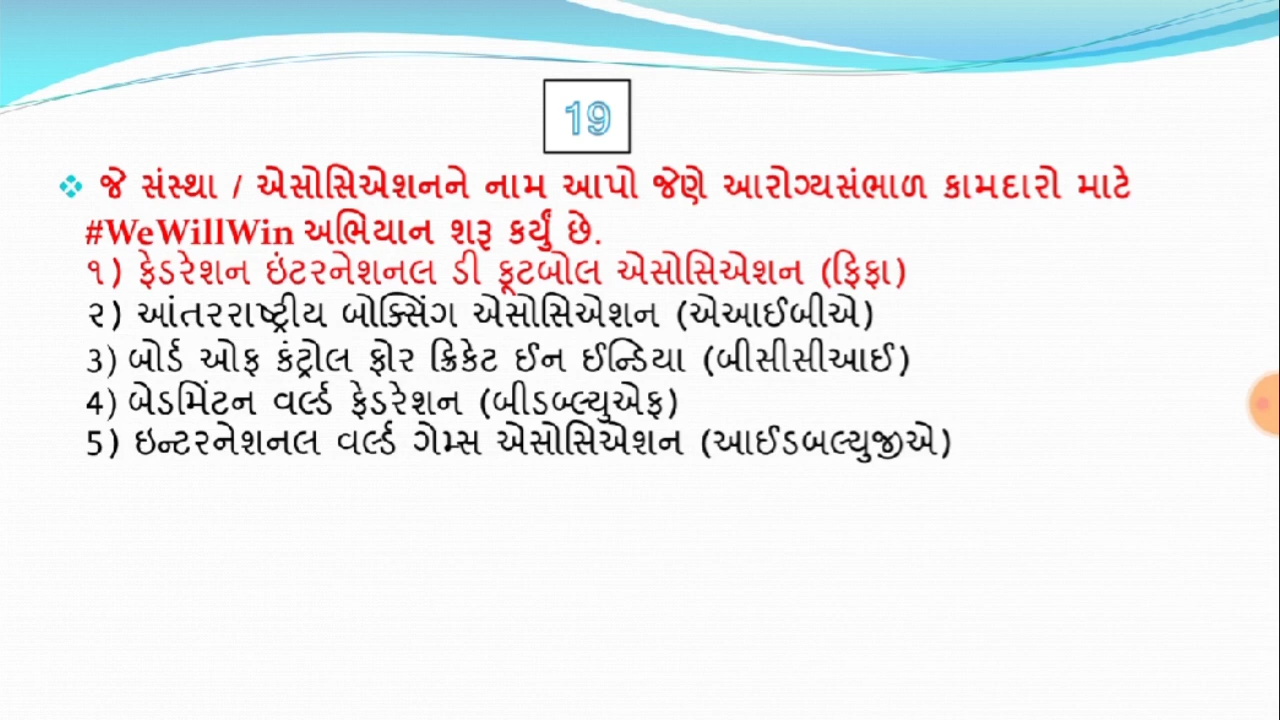 19
જે સંસ્થા / એસોસિએશનને નામ આપો જેણે આરોગ્યસંભાળ કામદારો માટે
#WeWillWin અભિયાન શરૂ કર્યું છે.
૧) ફેડરેશન ઇંટરનેશનલ ડી ફૂટબોલ એસોસિએશન (ફિફા)
૨) આંતરરાષ્ટ્રીય બોક્સિંગ એસોસિએશન (એઆઈબીએ)
3) બોર્ડ ઓફ કંટ્રોલ ફોર ક્રિકેટ ઈન ઈન્ડિયા (બીસીસીઆઈ)
4) બેડમિંટન વર્લ્ડ ફેડરેશન (બીડબ્લ્યુએફ)
5) ઇન્ટરનેશનલ વર્લ્ડ ગેમ્સ એસોસિએશન (આઈડબલ્યુજીએ)